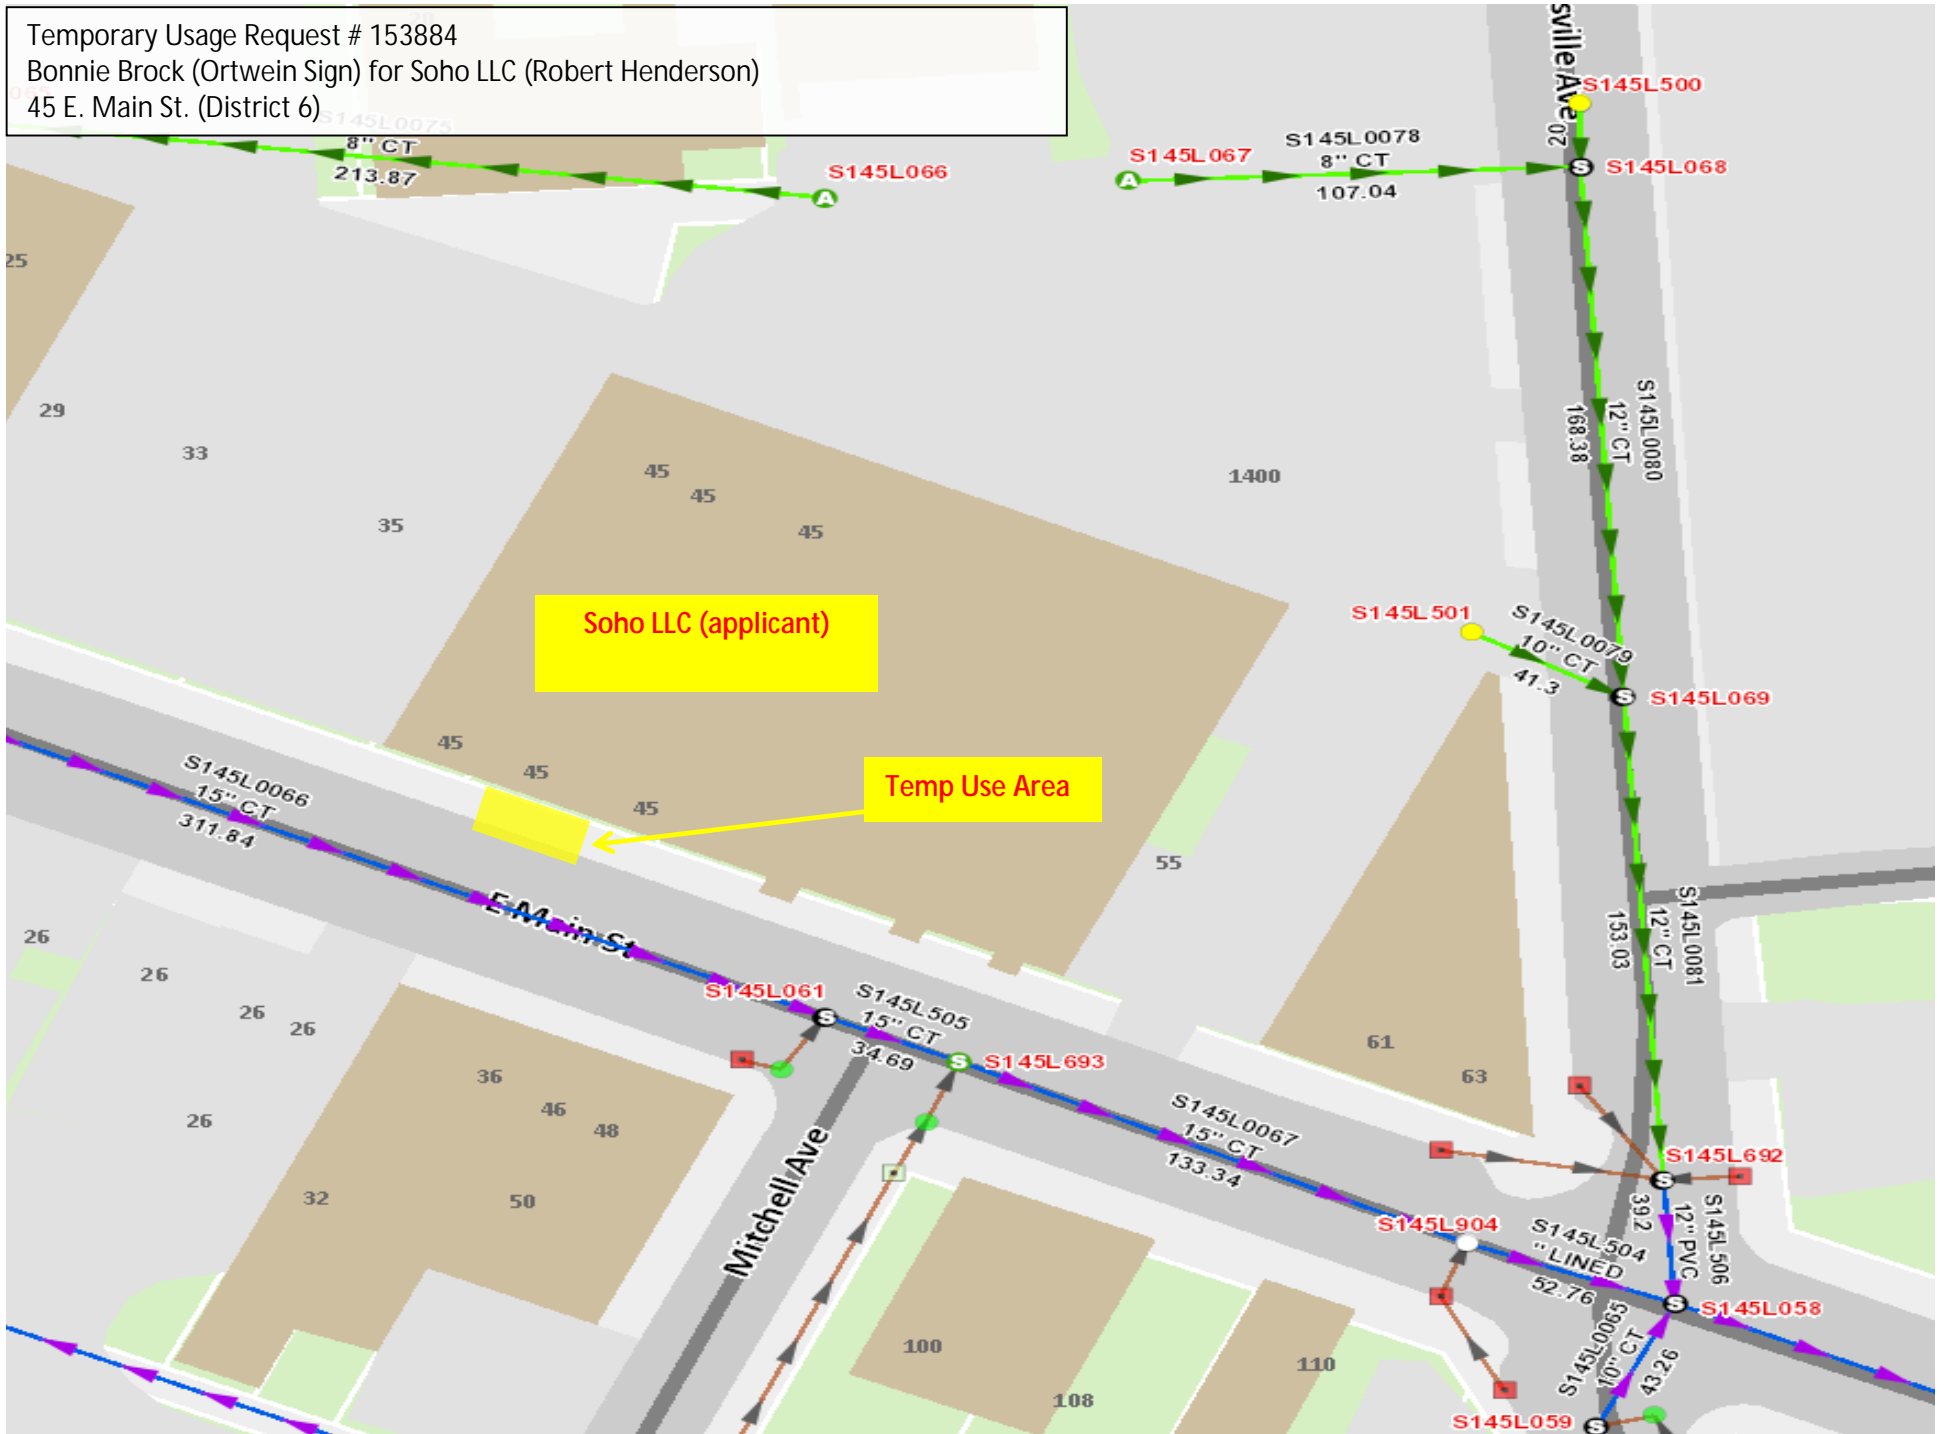 Temporary Usage Request # 153884
Bonnie Brock (Ortwein Sign) for Soho LLC (Robert Henderson)
45 E. Main St. (District 6)
S145L0075
8" CT
213.87
S145L066
S145L067
S145L0078
8" CT
107.04
sville Ave
20
S145L500
S145L068
25
29
33
35
45
45
45
1400
S145L0080
12" CT
168.38
Soho LLC (applicant)
S145L501
S145L0079
10" CT
41.3
S145L069
45
45
45
Temp Use Area
55
S145L0066
15" CT
311.84
E Main St
S145L0081
12" CT
153.03
26
26
26
26
26
S145L061
S145L505
15" CT
34.69
S145L693
61
63
36
46
48
32
50
Mitchell Ave
S145L0067
15" CT
133.34
S145L692
S145L506
12" PVC
39.2
S145L904
S145L504
" LINED
52.76
S145L058
S145L0065
10" CT
43.26
S145L059
100
108
110